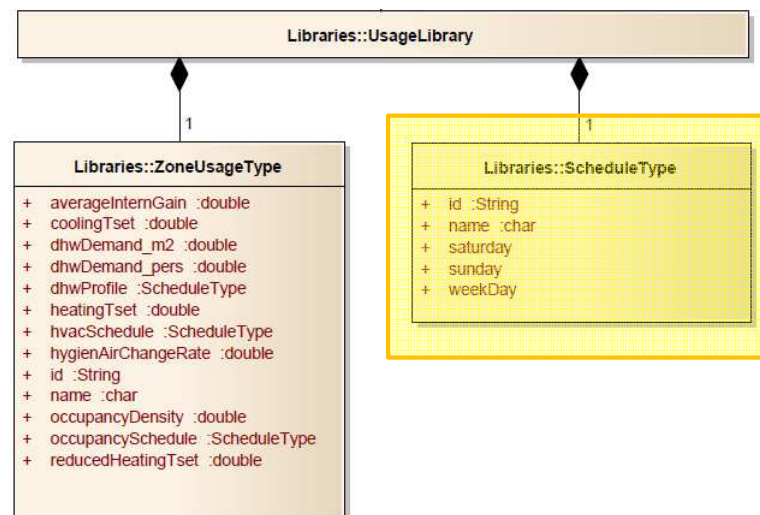 Libraries::UsageLibrary
1
1
Libraries::ZoneUsageType
+ averageInternGain :double
+ coolingTset :double
+ dhwDemand_m2 :double
+ dhwDemand_pers :double
+ dhwProfile :ScheduleType
+ heatingTset :double
+ hvacSchedule :ScheduleType
+ hygienAirChangeRate :double
+ id :String
+ name :char
+ occupancyDensity :double
+ occupancySchedule :ScheduleType
+ reducedHeatingTset :double
Libraries::ScheduleType
+ id :String
+ name :char
+ saturday
+ sunday
+ weekDay